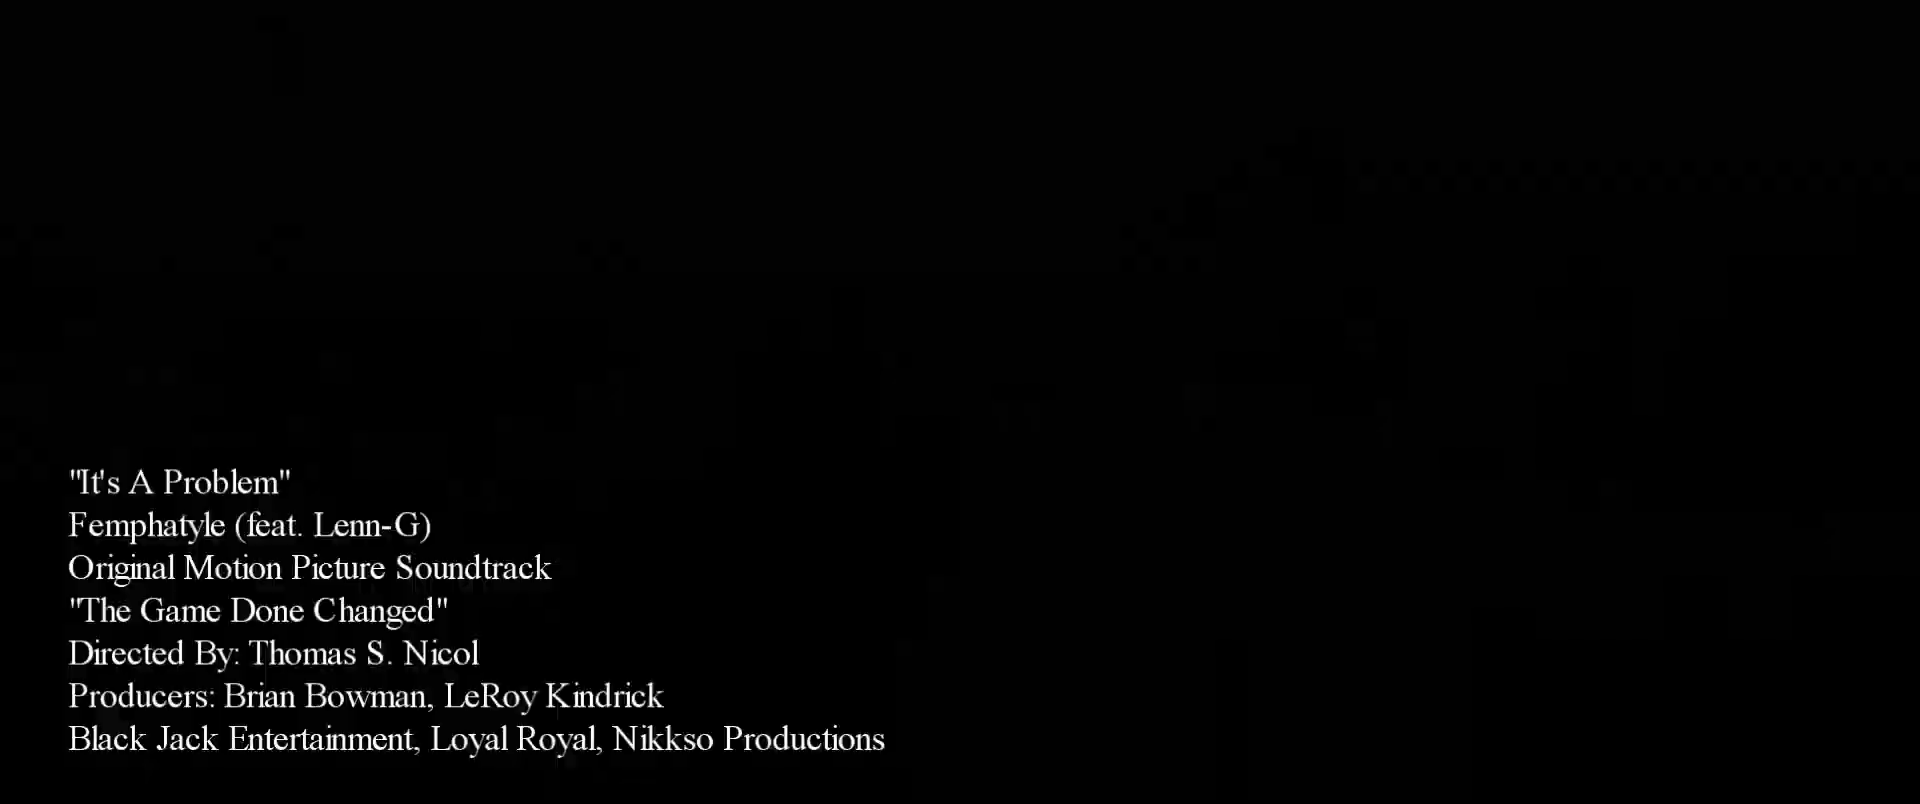 "It's A Problem"
Femphatyle (feat. Lenn-G)
Original Motion Picture Soundtrack
"The Game Done Changed"
Directed By: Thomas S. Nicol
Producers: Brian Bowman, LeRoy Kindrick
Black Jack Entertainment, Loyal Royal, Nikkso Productions